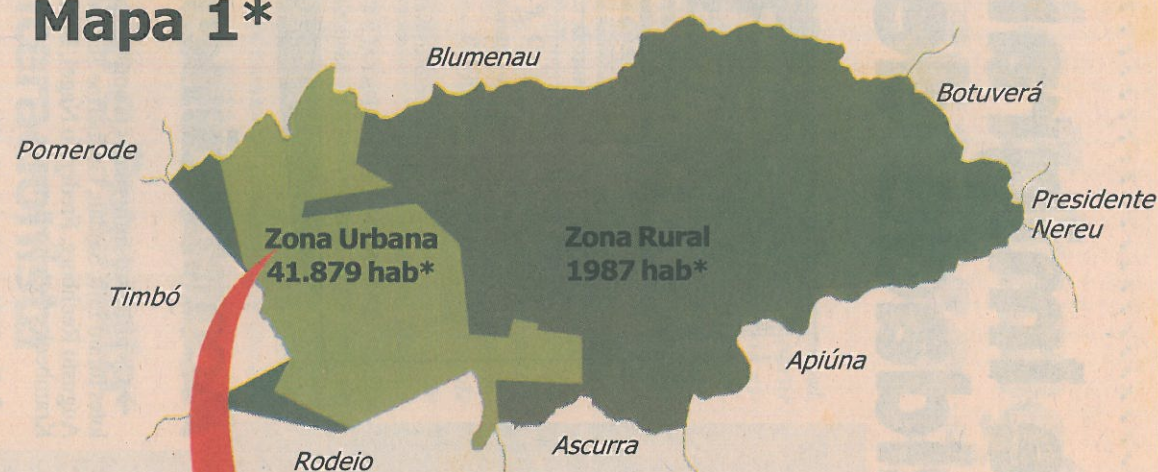 Mapa 1*
Blumenau
Botuverá
Pomerode
Presidente
Nereu
Zona Urbana
41.879 hab*
Zona Rural
1987 hab*
Timbó
Apiúna
Ascurra
Rodeio